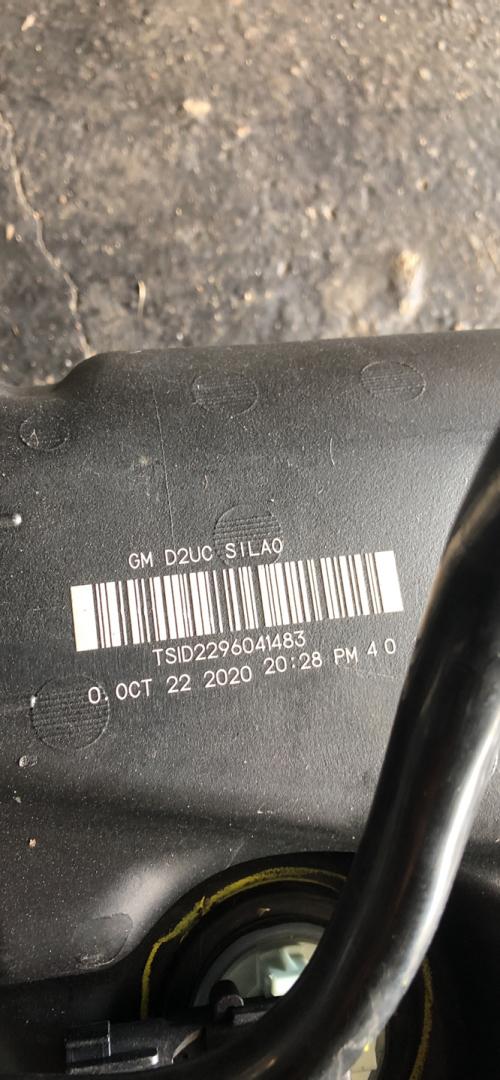 GM D2UC SILAO
TSID2296041483
0. OCT 22 2020 20:28 PM 4 0